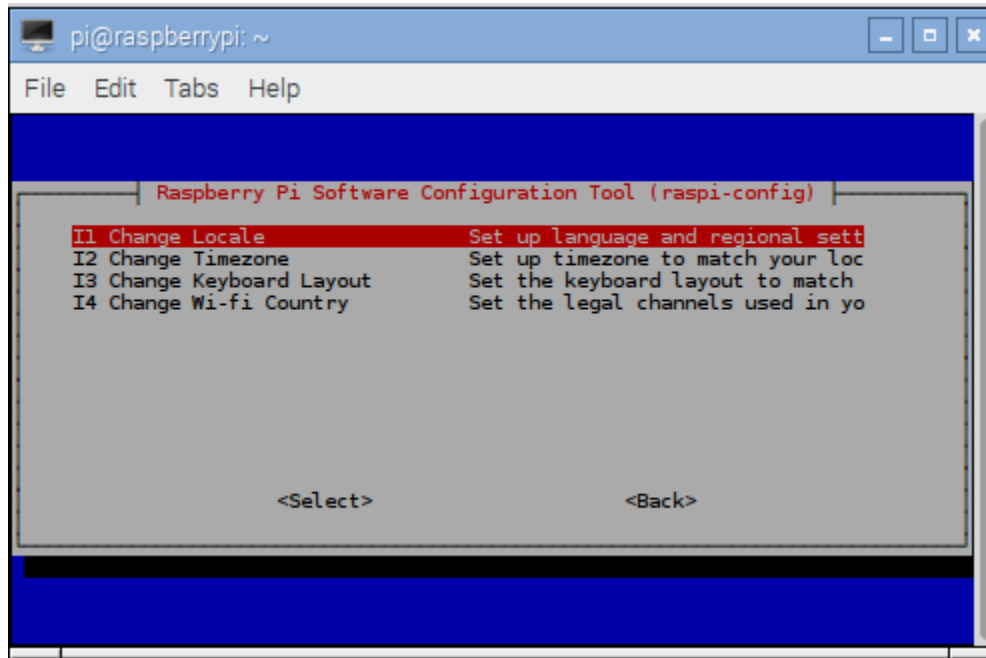 pi@raspberrypi: ~
File Edit Tabs Help
Raspberry Pi Software Configuration Tool (raspi-config)
I1 Change Locale Set up language and regional sett
I2 Change Timezone Set up timezone to match your loc
I3 Change Keyboard Layout Set the keyboard layout to match
I4 Change Wi-fi Country Set the legal channels used in yo
<Select> <Back>